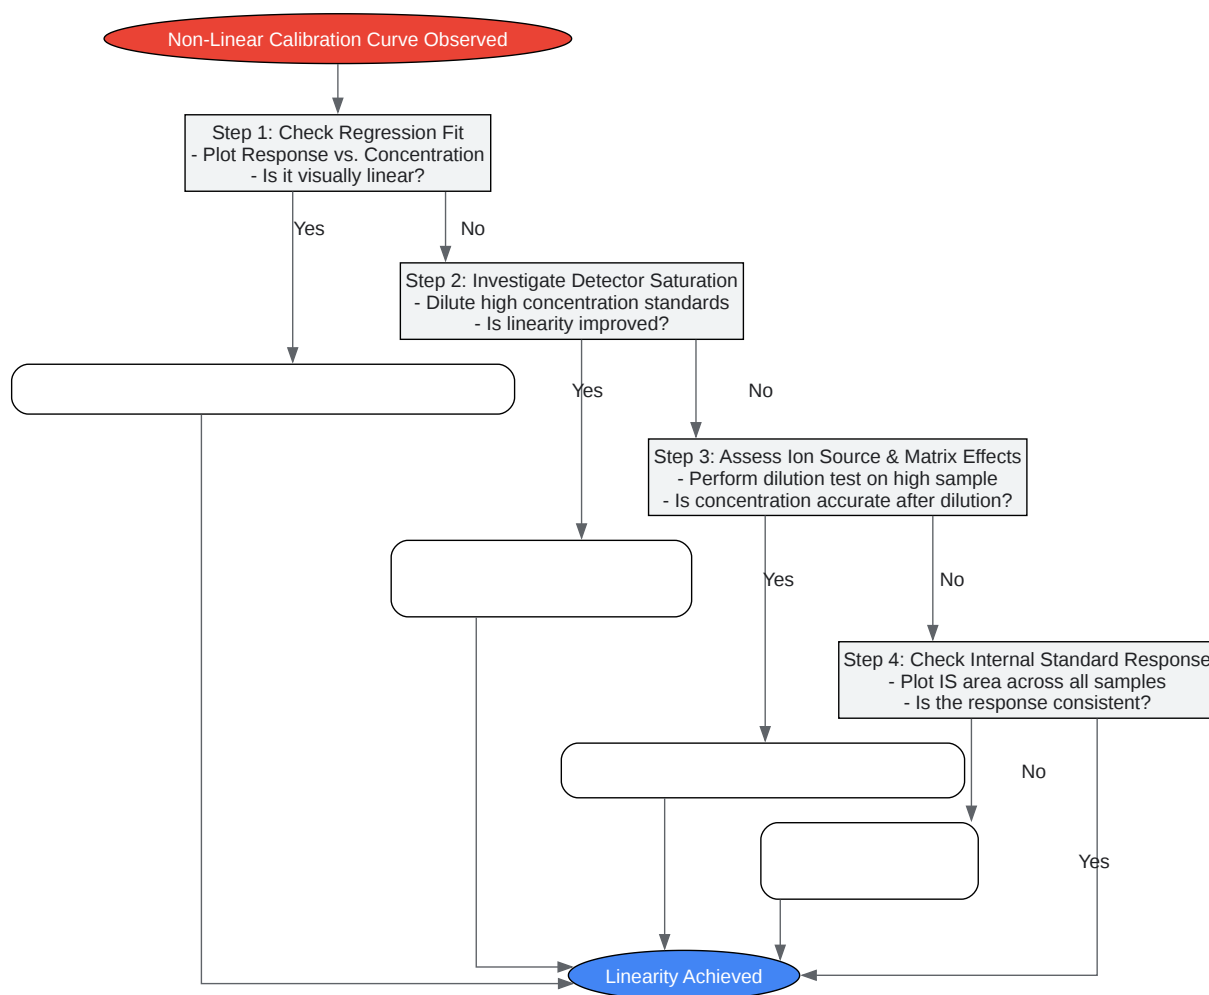 Non-Linear Calibration Curve Observed
Step 1: Check Regression Fit
- Plot Response vs. Concentration
- Is it visually linear?
Yes
No
Step 2: Investigate Detector Saturation
- Dilute high concentration standards
- Is linearity improved?
Yes
No
Step 3: Assess Ion Source & Matrix Effects
- Perform dilution test on high sample
- Is concentration accurate after dilution?
Yes
No
Step 4: Check Internal Standard Response
- Plot IS area across all samples
- Is the response consistent?
No
Yes
Linearity Achieved